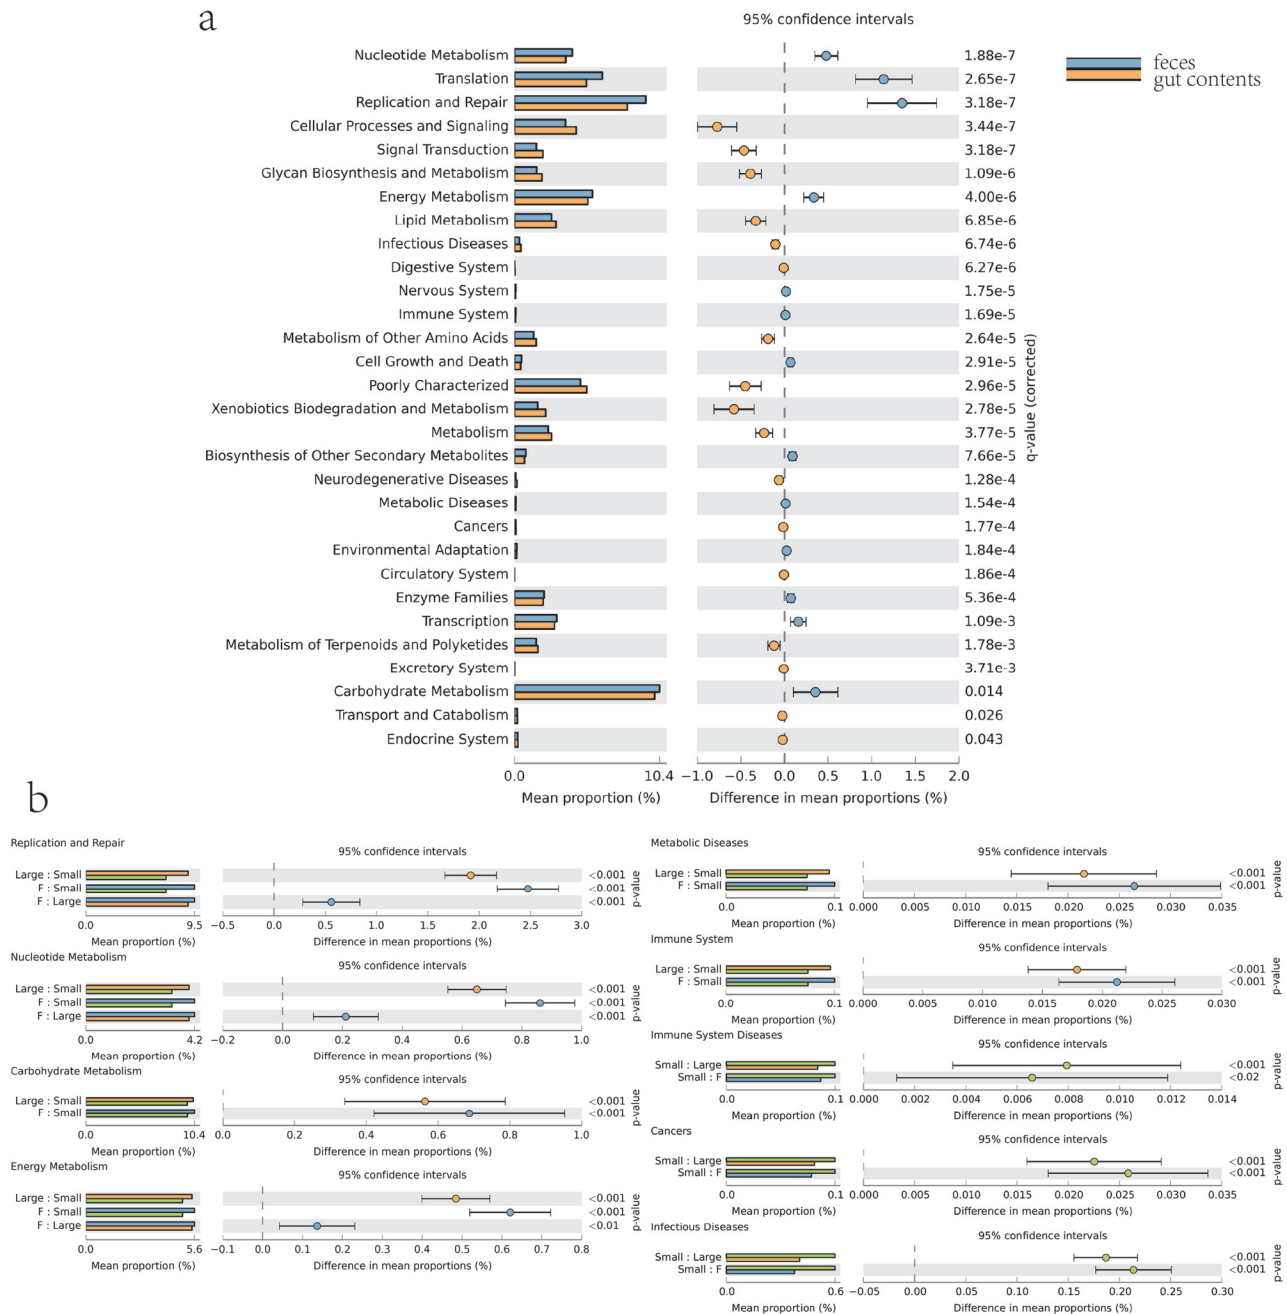 a
95% confidence intervals
feces
gut contents
Nucleotide Metabolism 1.88e-7
Translation 2.65e-7
Replication and Repair 3.18e-7
Cellular Processes and Signaling 3.44e-7
Signal Transduction 3.18e-7
Glycan Biosynthesis and Metabolism 1.09e-6
Energy Metabolism 4.00e-6
Lipid Metabolism 6.85e-6
Infectious Diseases 6.74e-6
Digestive System 6.27e-6
Nervous System 1.75e-5
Immune System 1.69e-5
Metabolism of Other Amino Acids 2.64e-5
Cell Growth and Death 2.91e-5
Poorly Characterized 2.96e-5
Xenobiotics Biodegradation and Metabolism 2.78e-5
Metabolism 3.77e-5
Biosynthesis of Other Secondary Metabolites 7.66e-5
Neurodegenerative Diseases 1.28e-4
Metabolic Diseases 1.54e-4
Cancers 1.77e-4
Environmental Adaptation 1.84e-4
Circulatory System 1.86e-4
Enzyme Families 5.36e-4
Transcription 1.09e-3
Metabolism of Terpenoids and Polyketides 1.78e-3
Excretory System 3.71e-3
Carbohydrate Metabolism 0.014
Transport and Catabolism 0.026
Endocrine System 0.043
q-value (corrected)
0.0 10.4 −1.0 −0.5 0.0 0.5 1.0 1.5 2.0
Mean proportion (%) Difference in mean proportions (%)
b
Replication and Repair
95% confidence intervals
Large : Small <0.001
F : Small <0.001
F : Large <0.001
p-value
0.0 9.5 −0.5 0.0 0.5 1.0 1.5 2.0 2.5 3.0
Mean proportion (%) Difference in mean proportions (%)
Nucleotide Metabolism
95% confidence intervals
Large : Small <0.001
F : Small <0.001
F : Large <0.001
p-value
0.0 4.2 −0.2 0.0 0.2 0.4 0.6 0.8 1.0
Mean proportion (%) Difference in mean proportions (%)
Carbohydrate Metabolism
95% confidence intervals
Large : Small <0.001
F : Small <0.001
p-value
0.0 10.4 0.0 0.2 0.4 0.6 0.8 1.0
Mean proportion (%) Difference in mean proportions (%)
Energy Metabolism
95% confidence intervals
Large : Small <0.001
F : Small <0.001
F : Large <0.01
p-value
0.0 5.6 −0.1 0.0 0.1 0.2 0.3 0.4 0.5 0.6 0.7 0.8
Mean proportion (%) Difference in mean proportions (%)
Metabolic Diseases
95% confidence intervals
Large : Small <0.001
F : Small <0.001
p-value
0.0 0.1 0.000 0.005 0.010 0.015 0.020 0.025 0.030 0.035
Mean proportion (%) Difference in mean proportions (%)
Immune System
95% confidence intervals
Large : Small <0.001
F : Small <0.001
p-value
0.0 0.1 0.000 0.005 0.010 0.015 0.020 0.025 0.030
Mean proportion (%) Difference in mean proportions (%)
Immune System Diseases
95% confidence intervals
Small : Large <0.001
Small : F <0.02
p-value
0.0 0.1 0.000 0.002 0.004 0.006 0.008 0.010 0.012 0.014
Mean proportion (%) Difference in mean proportions (%)
Cancers
95% confidence intervals
Small : Large <0.001
Small : F <0.001
p-value
0.0 0.1 0.000 0.005 0.010 0.015 0.020 0.025 0.030 0.035
Mean proportion (%) Difference in mean proportions (%)
Infectious Diseases
95% confidence intervals
Small : Large <0.001
Small : F <0.001
p-value
0.0 0.6 −0.05 0.00 0.05 0.10 0.15 0.20 0.25 0.30
Mean proportion (%) Difference in mean proportions (%)